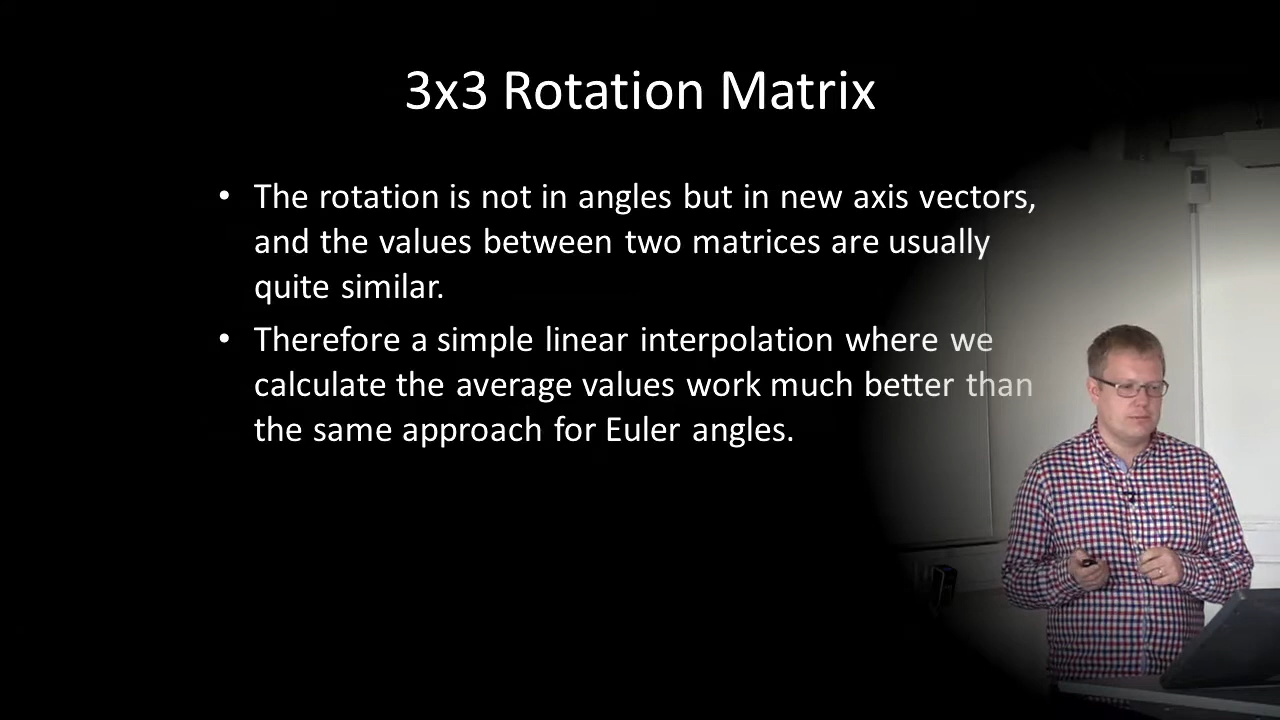 3x3 Rotation Matrix
• The rotation is not in angles but in new axis vectors,
and the values between two matrices are usually
quite similar.
• Therefore a simple linear interpolation where we
calculate the average values work much better than
the same approach for Euler angles.